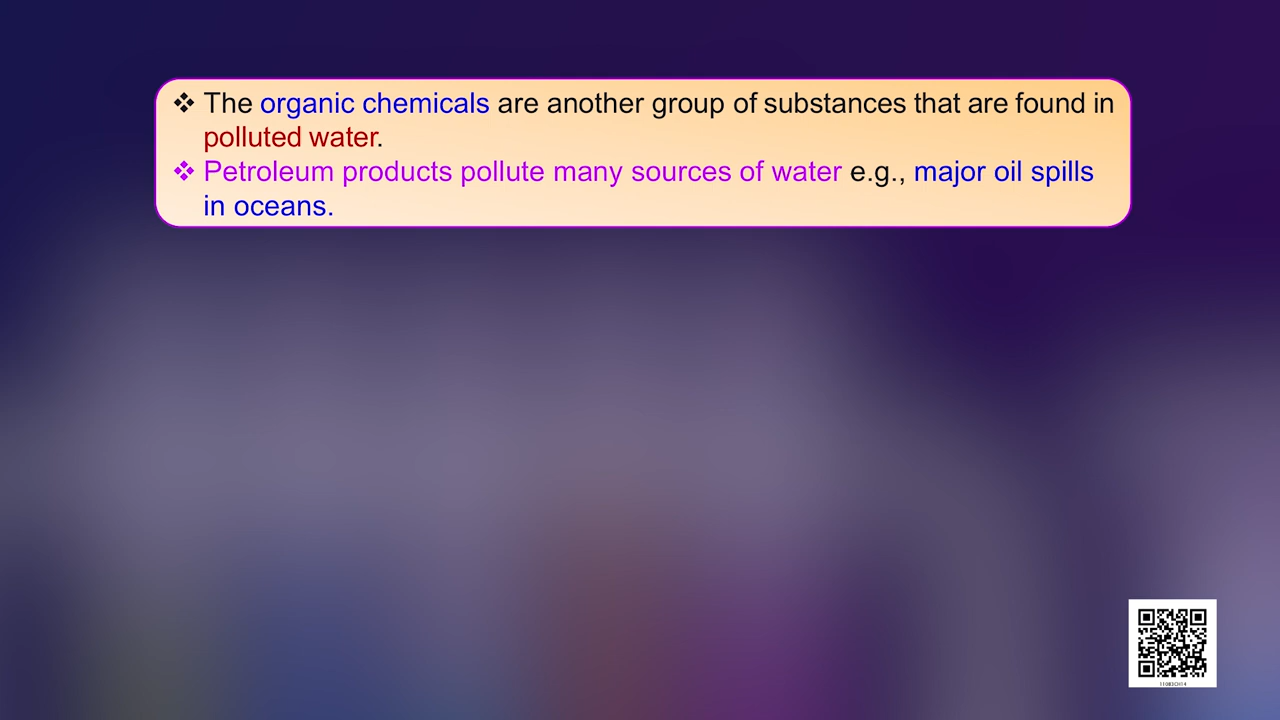 ❖ The organic chemicals are another group of substances that are found in
polluted water.
❖ Petroleum products pollute many sources of water e.g., major oil spills
in oceans.